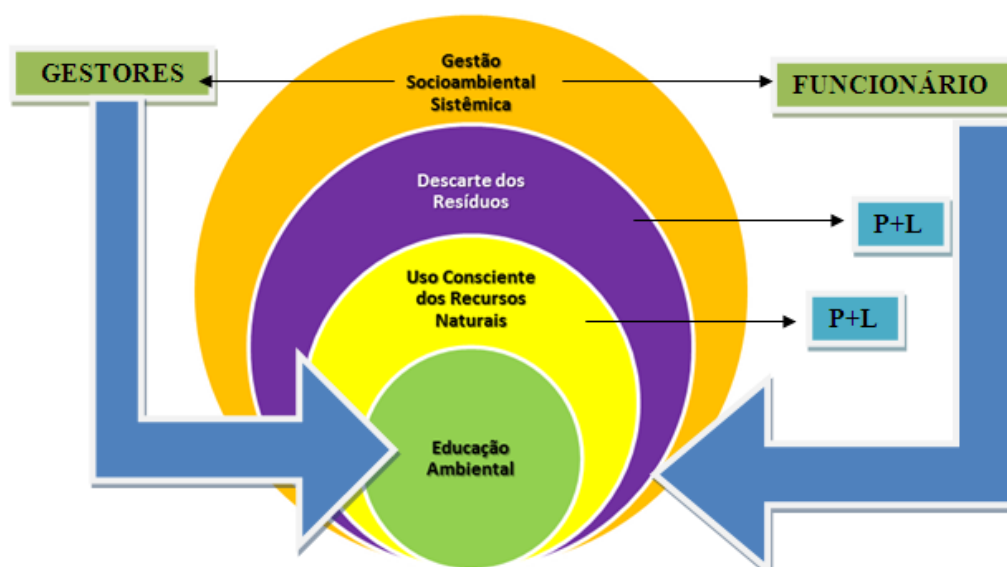 GESTORES
Gestão
Socioambiental
Sistêmica
FUNCIONÁRIO
Descarte dos
Resíduos
P+L
Uso Consciente
dos Recursos
Naturais
P+L
Educação
Ambiental